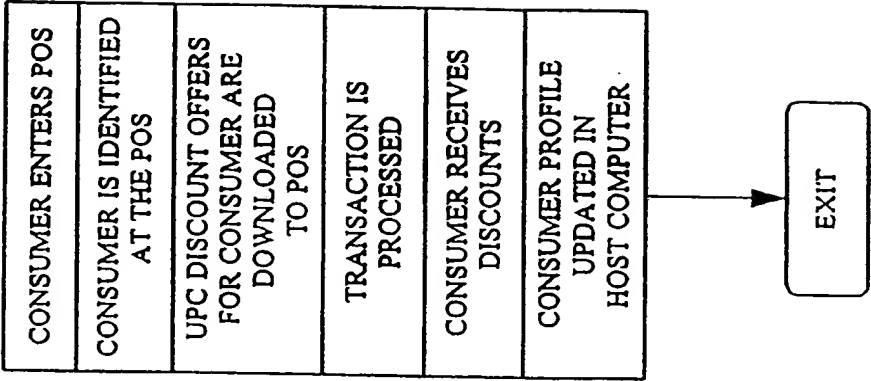 CONSUMER ENTERS POS
CONSUMER IS IDENTIFIED
AT THE POS
UPC DISCOUNT OFFERS
FOR CONSUMER ARE
DOWNLOADED
TO POS
TRANSACTION IS
PROCESSED
CONSUMER RECEIVES
DISCOUNTS
CONSUMER PROFILE
UPDATED IN
HOST COMPUTER
EXIT